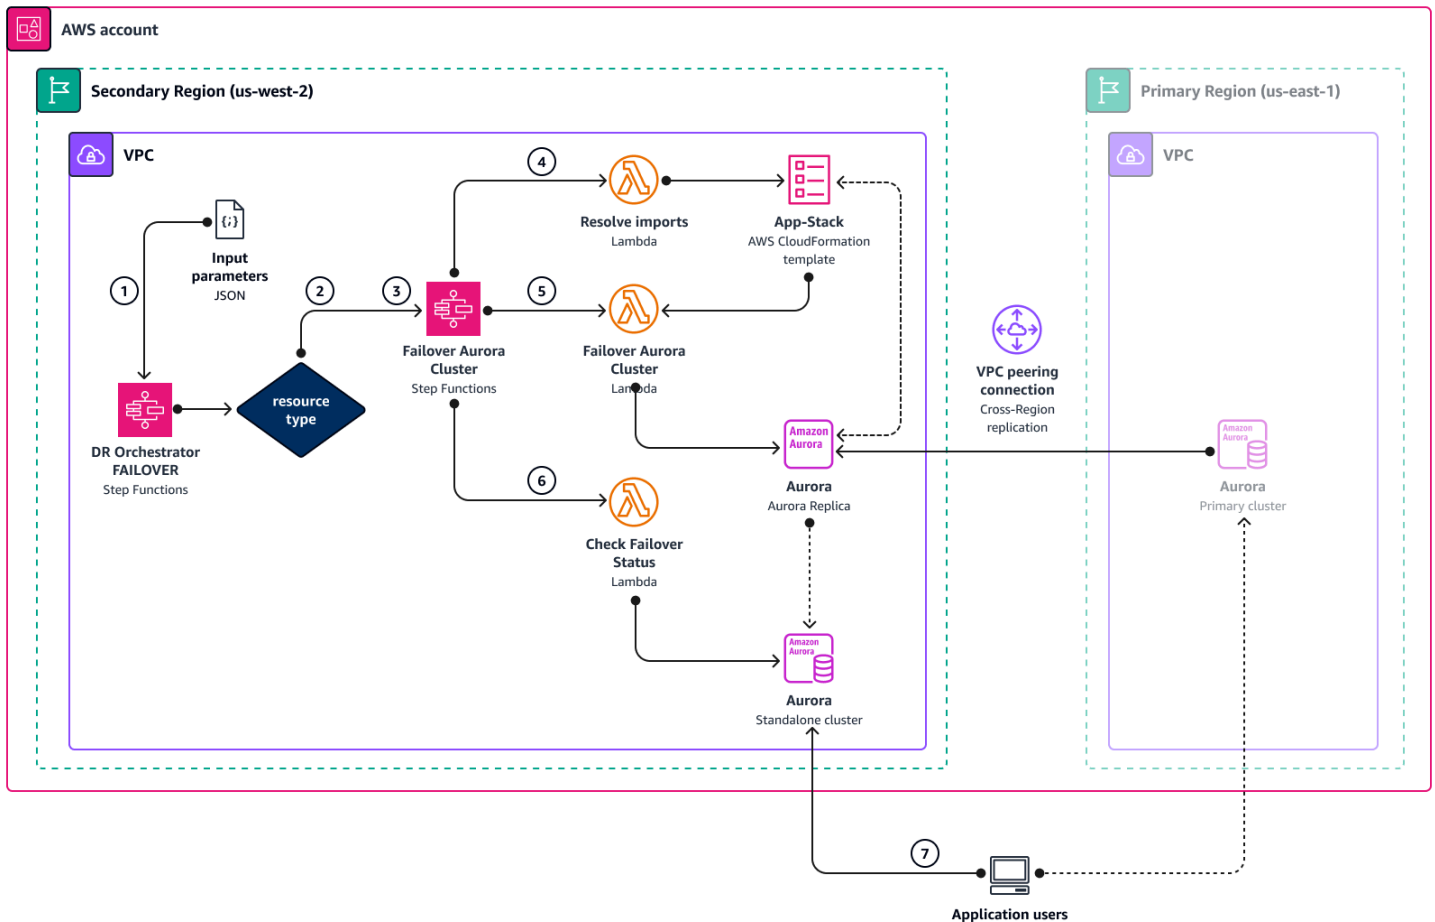 AWS account
Secondary Region (us-west-2)
Primary Region (us-east-1)
VPC
VPC
4
Resolve imports
Lambda
App-Stack
AWS CloudFormation
template
{;}
Input
parameters
JSON
1
2
3
5
Failover Aurora
Cluster
Step Functions
Failover Aurora
Cluster
Lambda
VPC peering
connection
Cross-Region
replication
resource
type
DR Orchestrator
FAILOVER
Step Functions
Amazon
Aurora
Aurora
Aurora Replica
Amazon
Aurora
Aurora
Primary cluster
6
Check Failover
Status
Lambda
Amazon
Aurora
Aurora
Standalone cluster
7
Application users